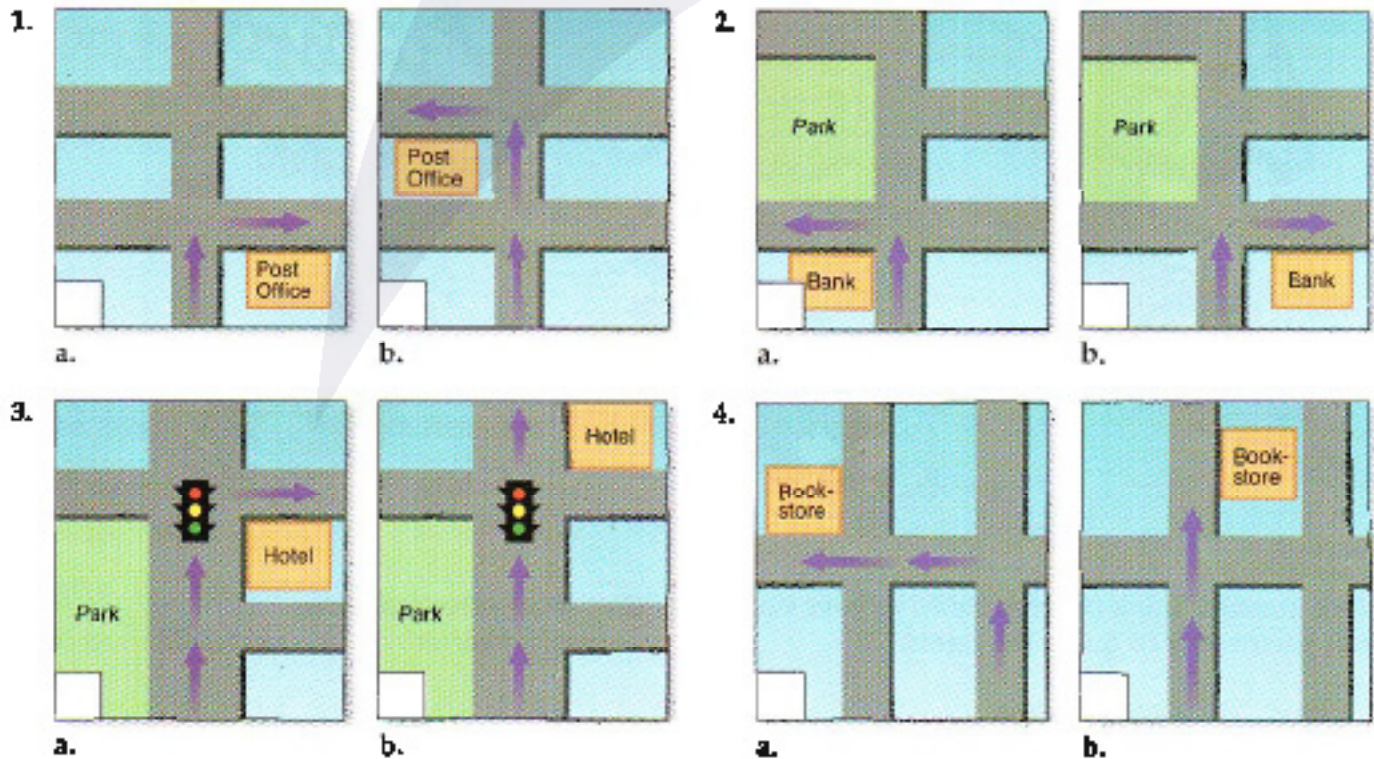 1.
Post
Office
a.
Post
Office
b.
2.
Park
Bank
a.
Park
Bank
b.
3.
Park
Hotel
a.
Park
Hotel
b.
4.
Book-
store
a.
Book-
store
b.